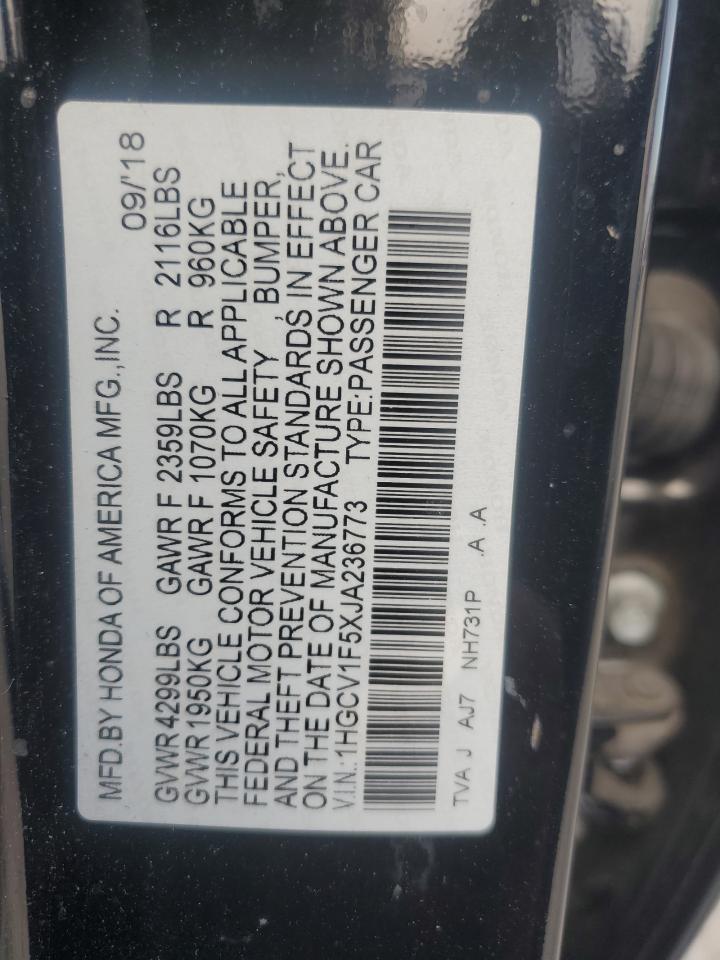 MFD.BY HONDA OF AMERICA MFG.,INC. 09/'18
GVWR 4299LBS GAWR F 2359LBS R 2116LBS
GVWR 1950KG GAWR F 1070KG R 960KG
THIS VEHICLE CONFORMS TO ALL APPLICABLE
FEDERAL MOTOR VEHICLE SAFETY , BUMPER,
AND THEFT PREVENTION STANDARDS IN EFFECT
ON THE DATE OF MANUFACTURE SHOWN ABOVE.
V.I.N.:1HGCV1F5XJA236773 TYPE:PASSENGER CAR
TVA J AJ7 NH731P .A .A